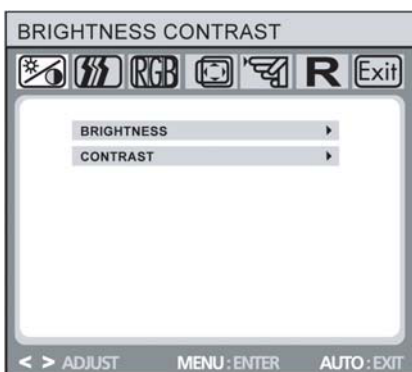 BRIGHTNESS CONTRAST
RGB R Exit
BRIGHTNESS
CONTRAST
< > ADJUST MENU : ENTER AUTO : EXIT